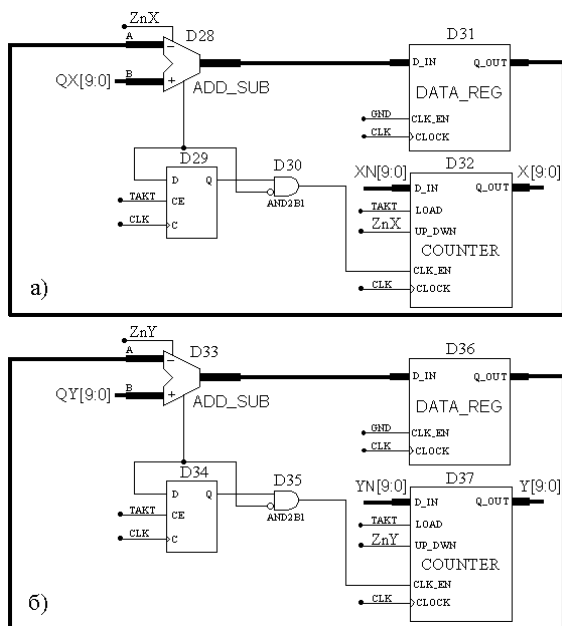 ZnX
D28
D31
A
−
D_IN
Q_OUT
QX[9:0]
B
+
ADD_SUB
DATA_REG
GND
CLK_EN
CLK
CLOCK
D29
D30
D32
XN[9:0]
X[9:0]
D
Q
D_IN
Q_OUT
TAKT
CE
AND2B1
TAKT
LOAD
ZnX
UP_DWN
CLK
C
COUNTER
CLK_EN
а)
CLK
CLOCK
ZnY
D33
D36
A
−
D_IN
Q_OUT
QY[9:0]
B
+
ADD_SUB
DATA_REG
GND
CLK_EN
CLK
CLOCK
D34
D35
D37
YN[9:0]
Y[9:0]
D
Q
D_IN
Q_OUT
TAKT
CE
AND2B1
TAKT
LOAD
ZnY
UP_DWN
CLK
C
COUNTER
CLK_EN
б)
CLK
CLOCK